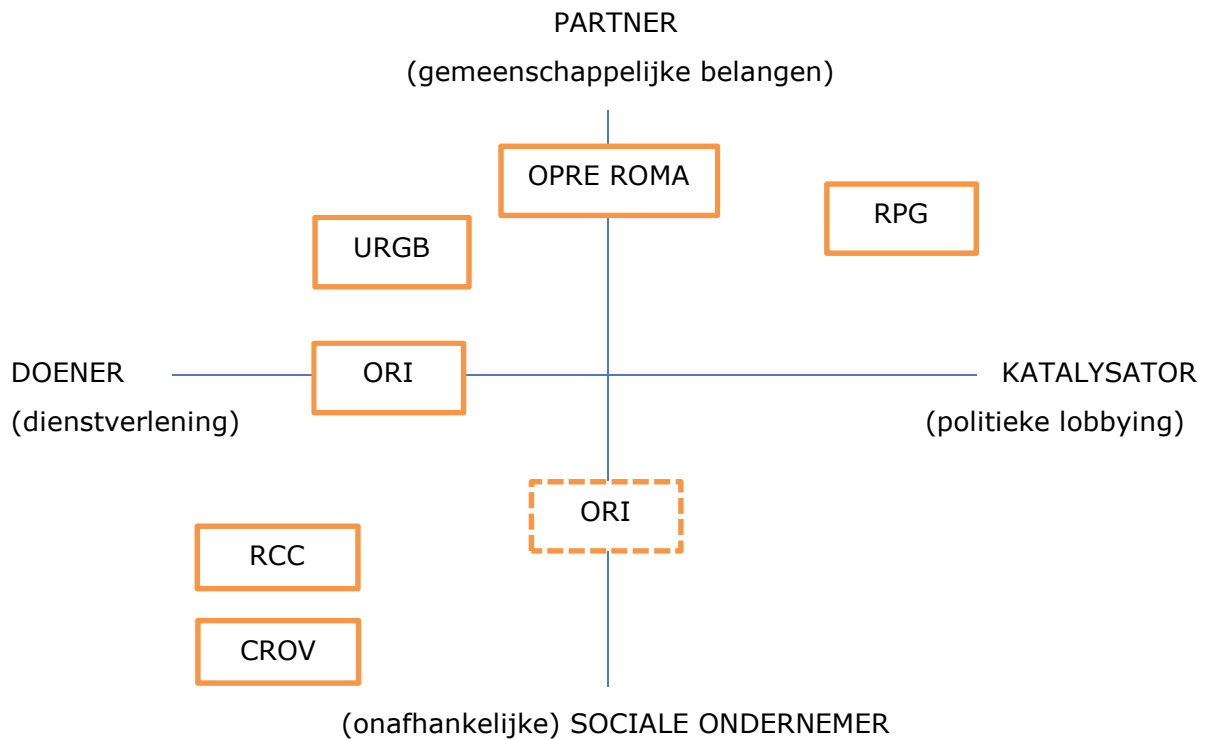 PARTNER
(gemeenschappelijke belangen)
OPRE ROMA
RPG
URGB
DOENER
ORI
KATALYSATOR
(dienstverlening)
(politieke lobbying)
ORI
RCC
CROV
(onafhankelijke) SOCIALE ONDERNEMER